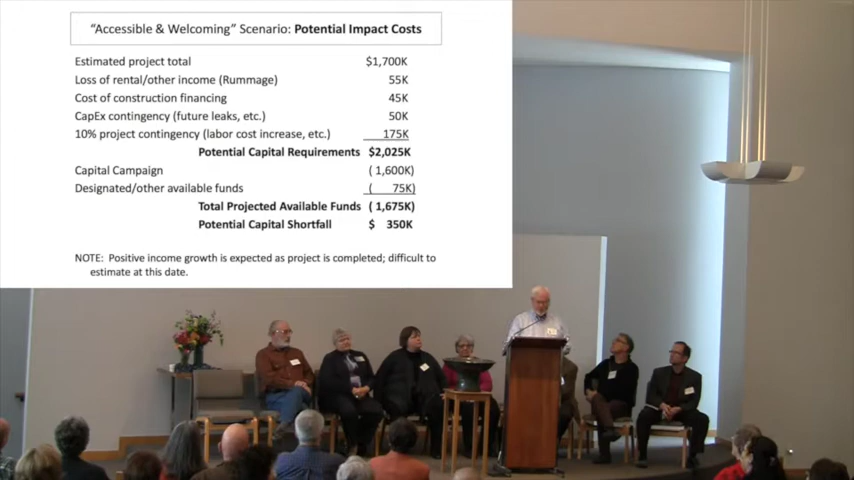 “Accessible & Welcoming” Scenario: Potential Impact Costs
Estimated project total $1,700K
Loss of rental/other income (Rummage) 55K
Cost of construction financing 45K
CapEx contingency (future leaks, etc.) 50K
10% project contingency (labor cost increase, etc.) 175K
Potential Capital Requirements $2,025K
Capital Campaign ( 1,600K)
Designated/other available funds ( 75K)
Total Projected Available Funds ( 1,675K)
Potential Capital Shortfall $ 350K
NOTE: Positive income growth is expected as project is completed; difficult to
estimate at this date.